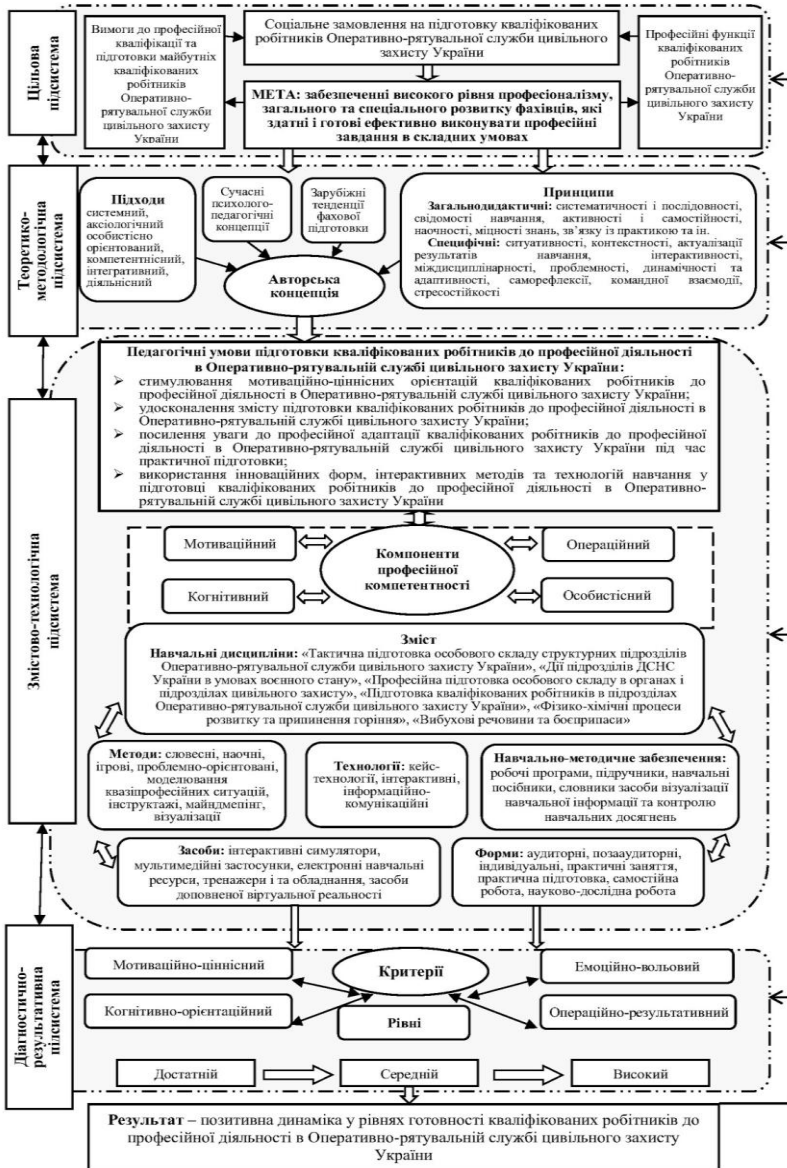 Цільова
підсистема
Вимоги до професійної
кваліфікації та
підготовки майбутніх
кваліфікованих
робітників
Оперативно-
рятувальної служби
цивільного захисту
України
Соціальне замовлення на підготовку кваліфікованих
робітників Оперативно-рятувальної служби цивільного
захисту України
МЕТА: забезпеченні високого рівня професіоналізму,
загального та спеціального розвитку фахівців, які
здатні і готові ефективно виконувати професійні
завдання в складних умовах
Професійні функції
кваліфікованих
робітників
Оперативно-
рятувальної служби
цивільного захисту
України
Теоретико-
методологічна
підсистема
Підходи
системний,
аксіологічний
особистісно
орієнтований,
компетентнісний,
інтегративний,
діяльнісний
Сучасні
психолого-
педагогічні
концепції
Зарубіжні
тенденції
фахової
підготовки
Авторська
концепція
Принципи
Загальнодидактичні: систематичності і послідовності,
свідомості навчання, активності і самостійності,
наочності, міцності знань, зв’язку із практикою та ін.
Специфічні: ситуативності, контекстності, актуалізації
результатів навчання, інтерактивності,
міждисциплінарності, проблемності, динамічності та
адаптивності, саморефлексії, командної взаємодії,
стресостійкості
Змістово-технологічна
підсистема
Педагогічні умови підготовки кваліфікованих робітників до професійної діяльності
в Оперативно-рятувальній службі цивільного захисту України:
➢ стимулювання мотиваційно-ціннісних орієнтацій кваліфікованих робітників до
професійної діяльності в Оперативно-рятувальній службі цивільного захисту України;
➢ удосконалення змісту підготовки кваліфікованих робітників до професійної діяльності в
Оперативно-рятувальній службі цивільного захисту України;
➢ посилення уваги до професійної адаптації кваліфікованих робітників до професійної
діяльності в Оперативно-рятувальній службі цивільного захисту України під час
практичної підготовки;
➢ використання інноваційних форм, інтерактивних методів та технологій навчання у
підготовці кваліфікованих робітників до професійної діяльності в Оперативно-
рятувальній службі цивільного захисту України
Мотиваційний
Когнітивний
Компоненти
професійної
компетентності
Операційний
Особистісний
Зміст
Навчальні дисципліни: «Тактична підготовка особового складу структурних підрозділів
Оперативно-рятувальної служби цивільного захисту України», «Дії підрозділів ДСНС
України в умовах воєнного стану», «Професійна підготовка особового складу в органах і
підрозділах цивільного захисту», «Підготовка кваліфікованих робітників в підрозділах
Оперативно-рятувальної служби цивільного захисту України», «Фізико-хімічні процеси
розвитку та припинення горіння», «Вибухові речовини та боєприпаси»
Методи: словесні, наочні,
ігрові, проблемно-орієнтовані,
моделювання
квазіпрофесійних ситуацій,
інструктажі, майндмепінг,
візуалізації
Технології: кейс-
технології, інтерактивні,
інформаційно-
комунікаційні
Навчально-методичне забезпечення:
робочі програми, підручники, навчальні
посібники, словники засоби візуалізації
навчальної інформації та контролю
навчальних досягнень
Засоби: інтерактивні симулятори,
мультимедійні застосунки, електронні навчальні
ресурси, тренажери і та обладнання, засоби
доповненої віртуальної реальності
Форми: аудиторні, позааудиторні,
індивідуальні, практичні заняття,
практична підготовка, самостійна
робота, науково-дослідна робота
Діагностично-
результативна
підсистема
Мотиваційно-ціннісний
Когнітивно-орієнтаційний
Критерії
Рівні
Емоційно-вольовий
Операційно-результативний
Достатній
Середній
Високий
Результат – позитивна динаміка у рівнях готовності кваліфікованих робітників до
професійної діяльності в Оперативно-рятувальній службі цивільного захисту
України